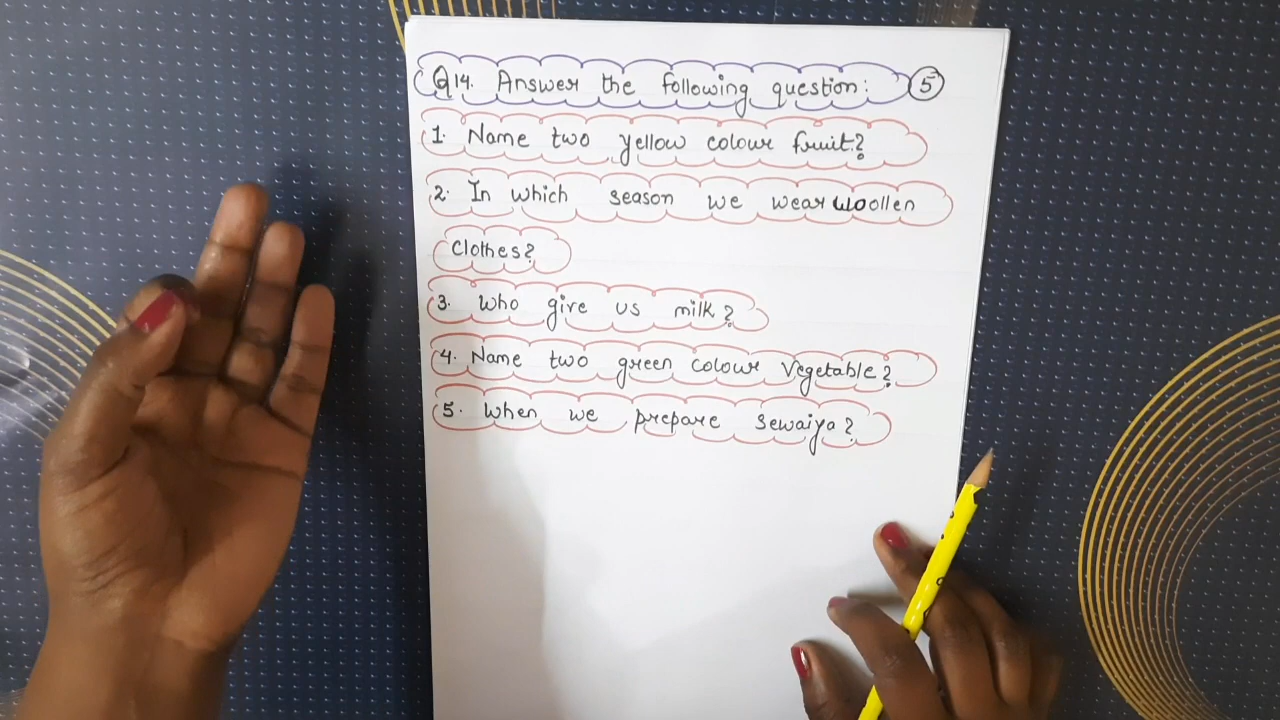 Q14. Answer the following question: 5
1. Name two yellow colour fruit?
2. In which season we wear woollen
clothes?
3. Who give us milk?
4. Name two green colour vegetable?
5. When we prepare sewaiya?